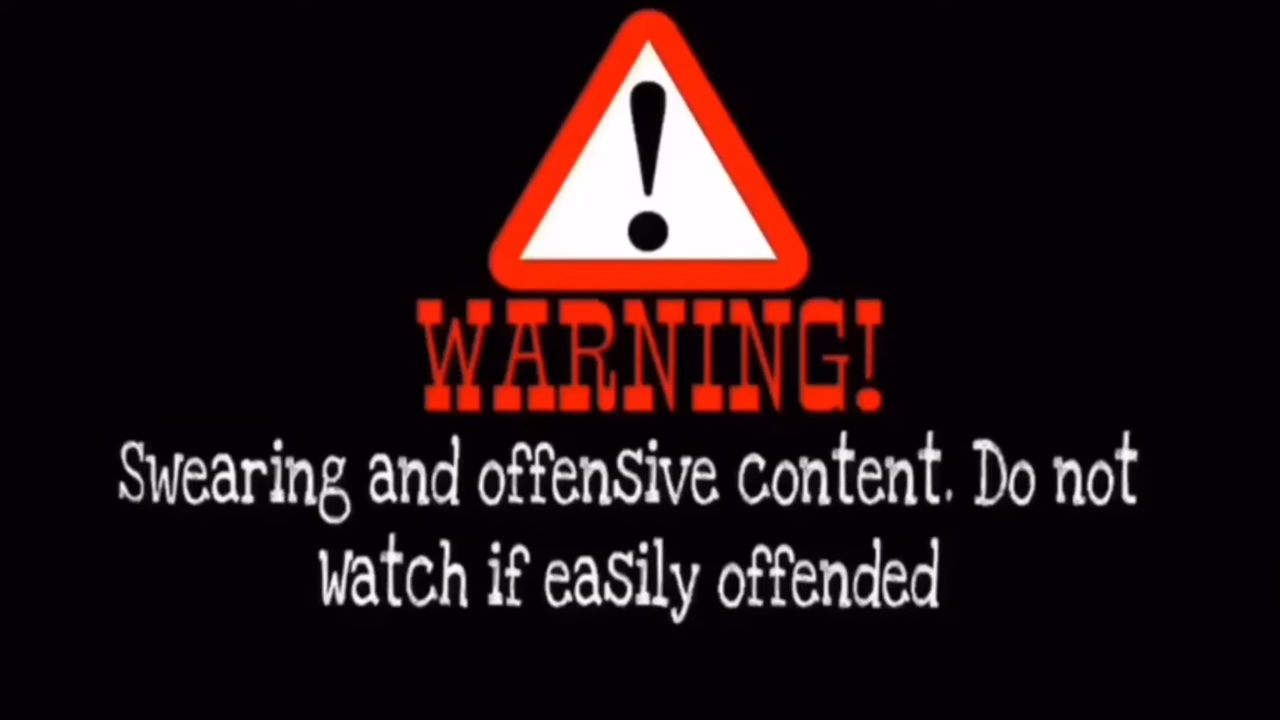 !
WARNING!
Swearing and offensive content. Do not
watch if easily offended